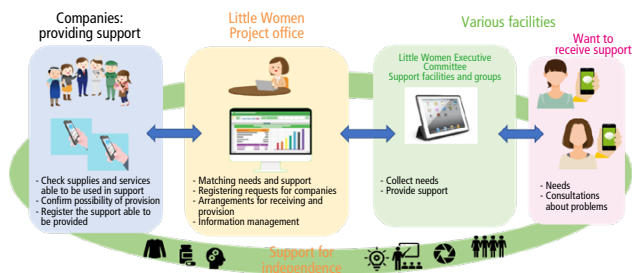 Companies:
providing support
Little Women
Project office
Various facilities
Want to
receive support
Little Women Executive
Committee
Support facilities and groups
- Check supplies and services
able to be used in support
- Confirm possibility of provision
- Register the support able to
be provided
- Matching needs and support
- Registering requests for companies
- Arrangements for receiving and
provision
- Information management
- Collect needs
- Provide support
- Needs
- Consultations
about problems
Support for
independence